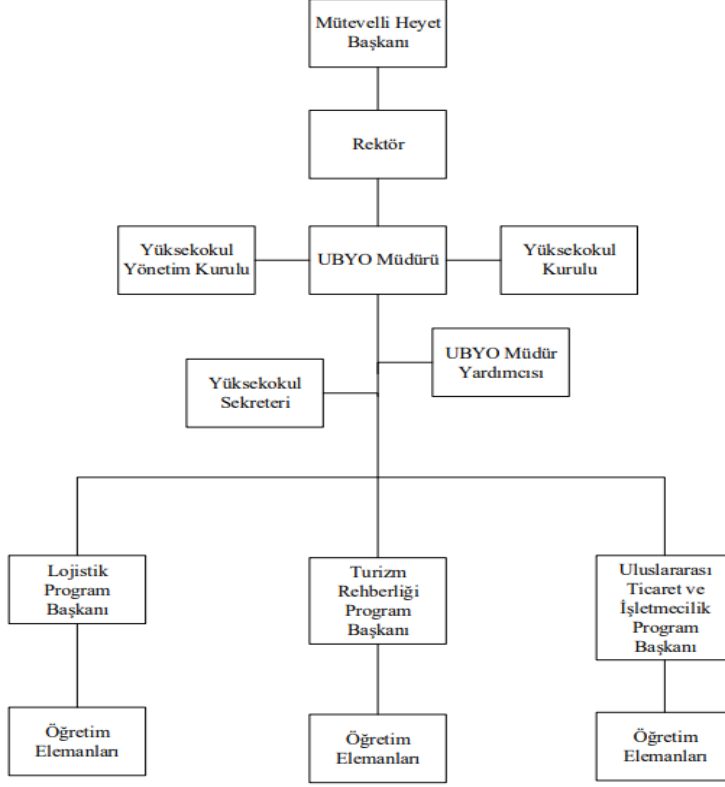 Mütevelli Heyet
Başkanı
Rektör
Yüksekokul
Yönetim Kurulu
UBYO Müdürü
Yüksekokul
Kurulu
UBYO Müdür
Yardımcısı
Yüksekokul
Sekreteri
Lojistik
Program
Başkanı
Turizm
Rehberliği
Program
Başkanı
Uluslararası
Ticaret ve
İşletmecilik
Program
Başkanı
Öğretim
Elemanları
Öğretim
Elemanları
Öğretim
Elemanları